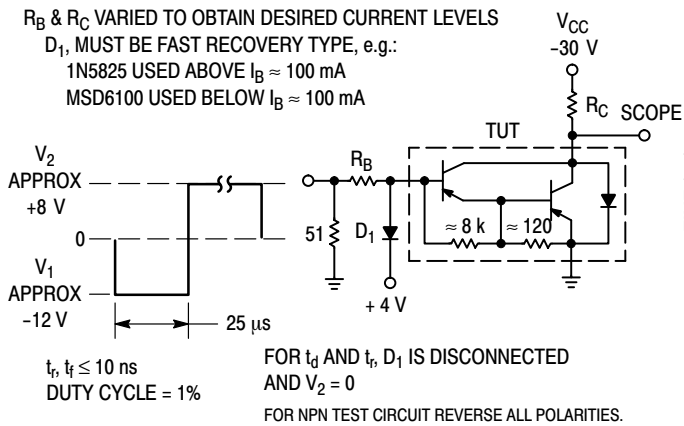 R_B & R_C VARIED TO OBTAIN DESIRED CURRENT LEVELS
D_1, MUST BE FAST RECOVERY TYPE, e.g.:
1N5825 USED ABOVE I_B ≈ 100 mA
MSD6100 USED BELOW I_B ≈ 100 mA
V_CC
-30 V
R_C SCOPE
TUT
V_2
APPROX
+8 V
0
V_1
APPROX
-12 V
25 μs
R_B
51
D_1
+ 4 V
≈ 8 k
≈ 120
t_r, t_f ≤ 10 ns
DUTY CYCLE = 1%
FOR t_d AND t_r, D_1 IS DISCONNECTED
AND V_2 = 0
FOR NPN TEST CIRCUIT REVERSE ALL POLARITIES.